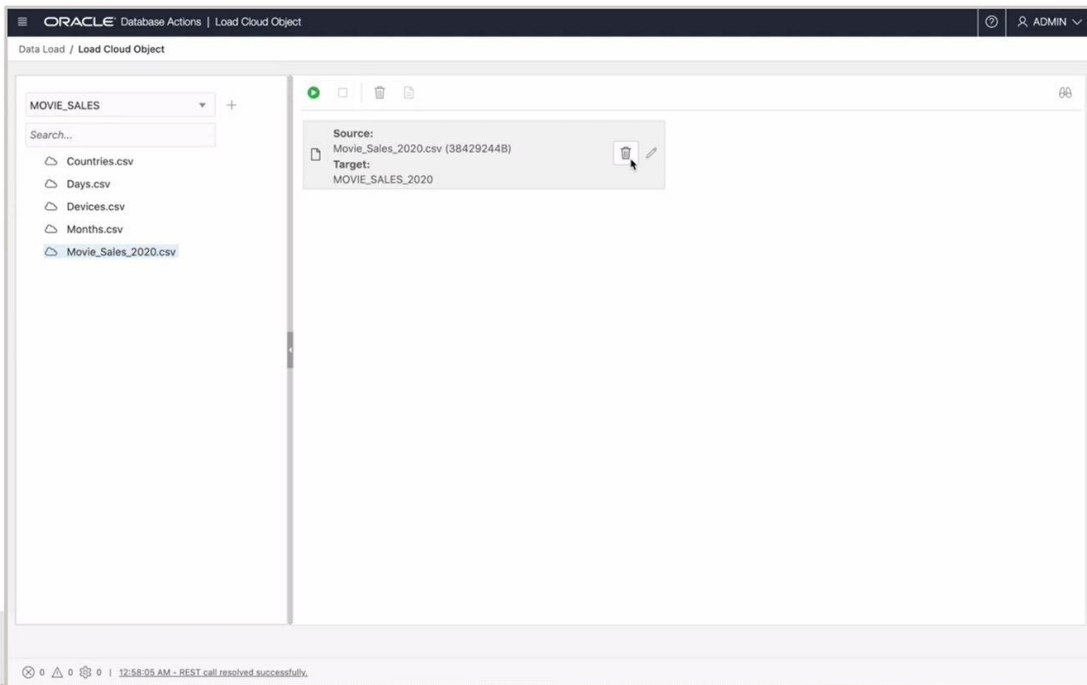 ORACLE Database Actions | Load Cloud Object
ADMIN
Data Load / Load Cloud Object
MOVIE_SALES
Search...
Countries.csv
Days.csv
Devices.csv
Months.csv
Movie_Sales_2020.csv
Source:
Movie_Sales_2020.csv (38429244B)
Target:
MOVIE_SALES_2020
0 0 0 | 12:58:05 AM - REST call resolved successfully.